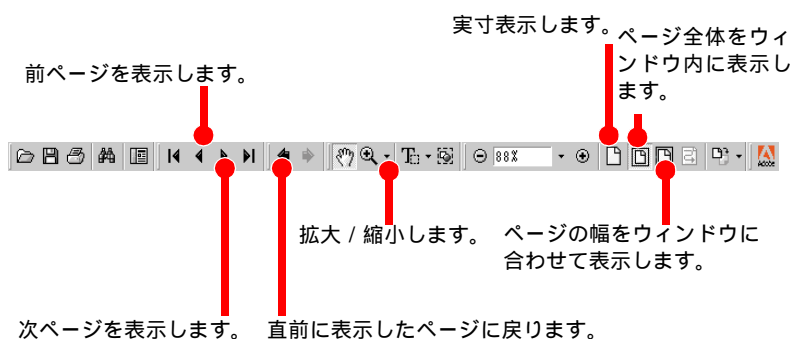 実寸表示します。
ページ全体をウィ
ンドウ内に表示し
ます。
前ページを表示します。
88%
Adobe
拡大 / 縮小します。
ページの幅をウィンドウに
合わせて表示します。
次ページを表示します。
直前に表示したページに戻ります。